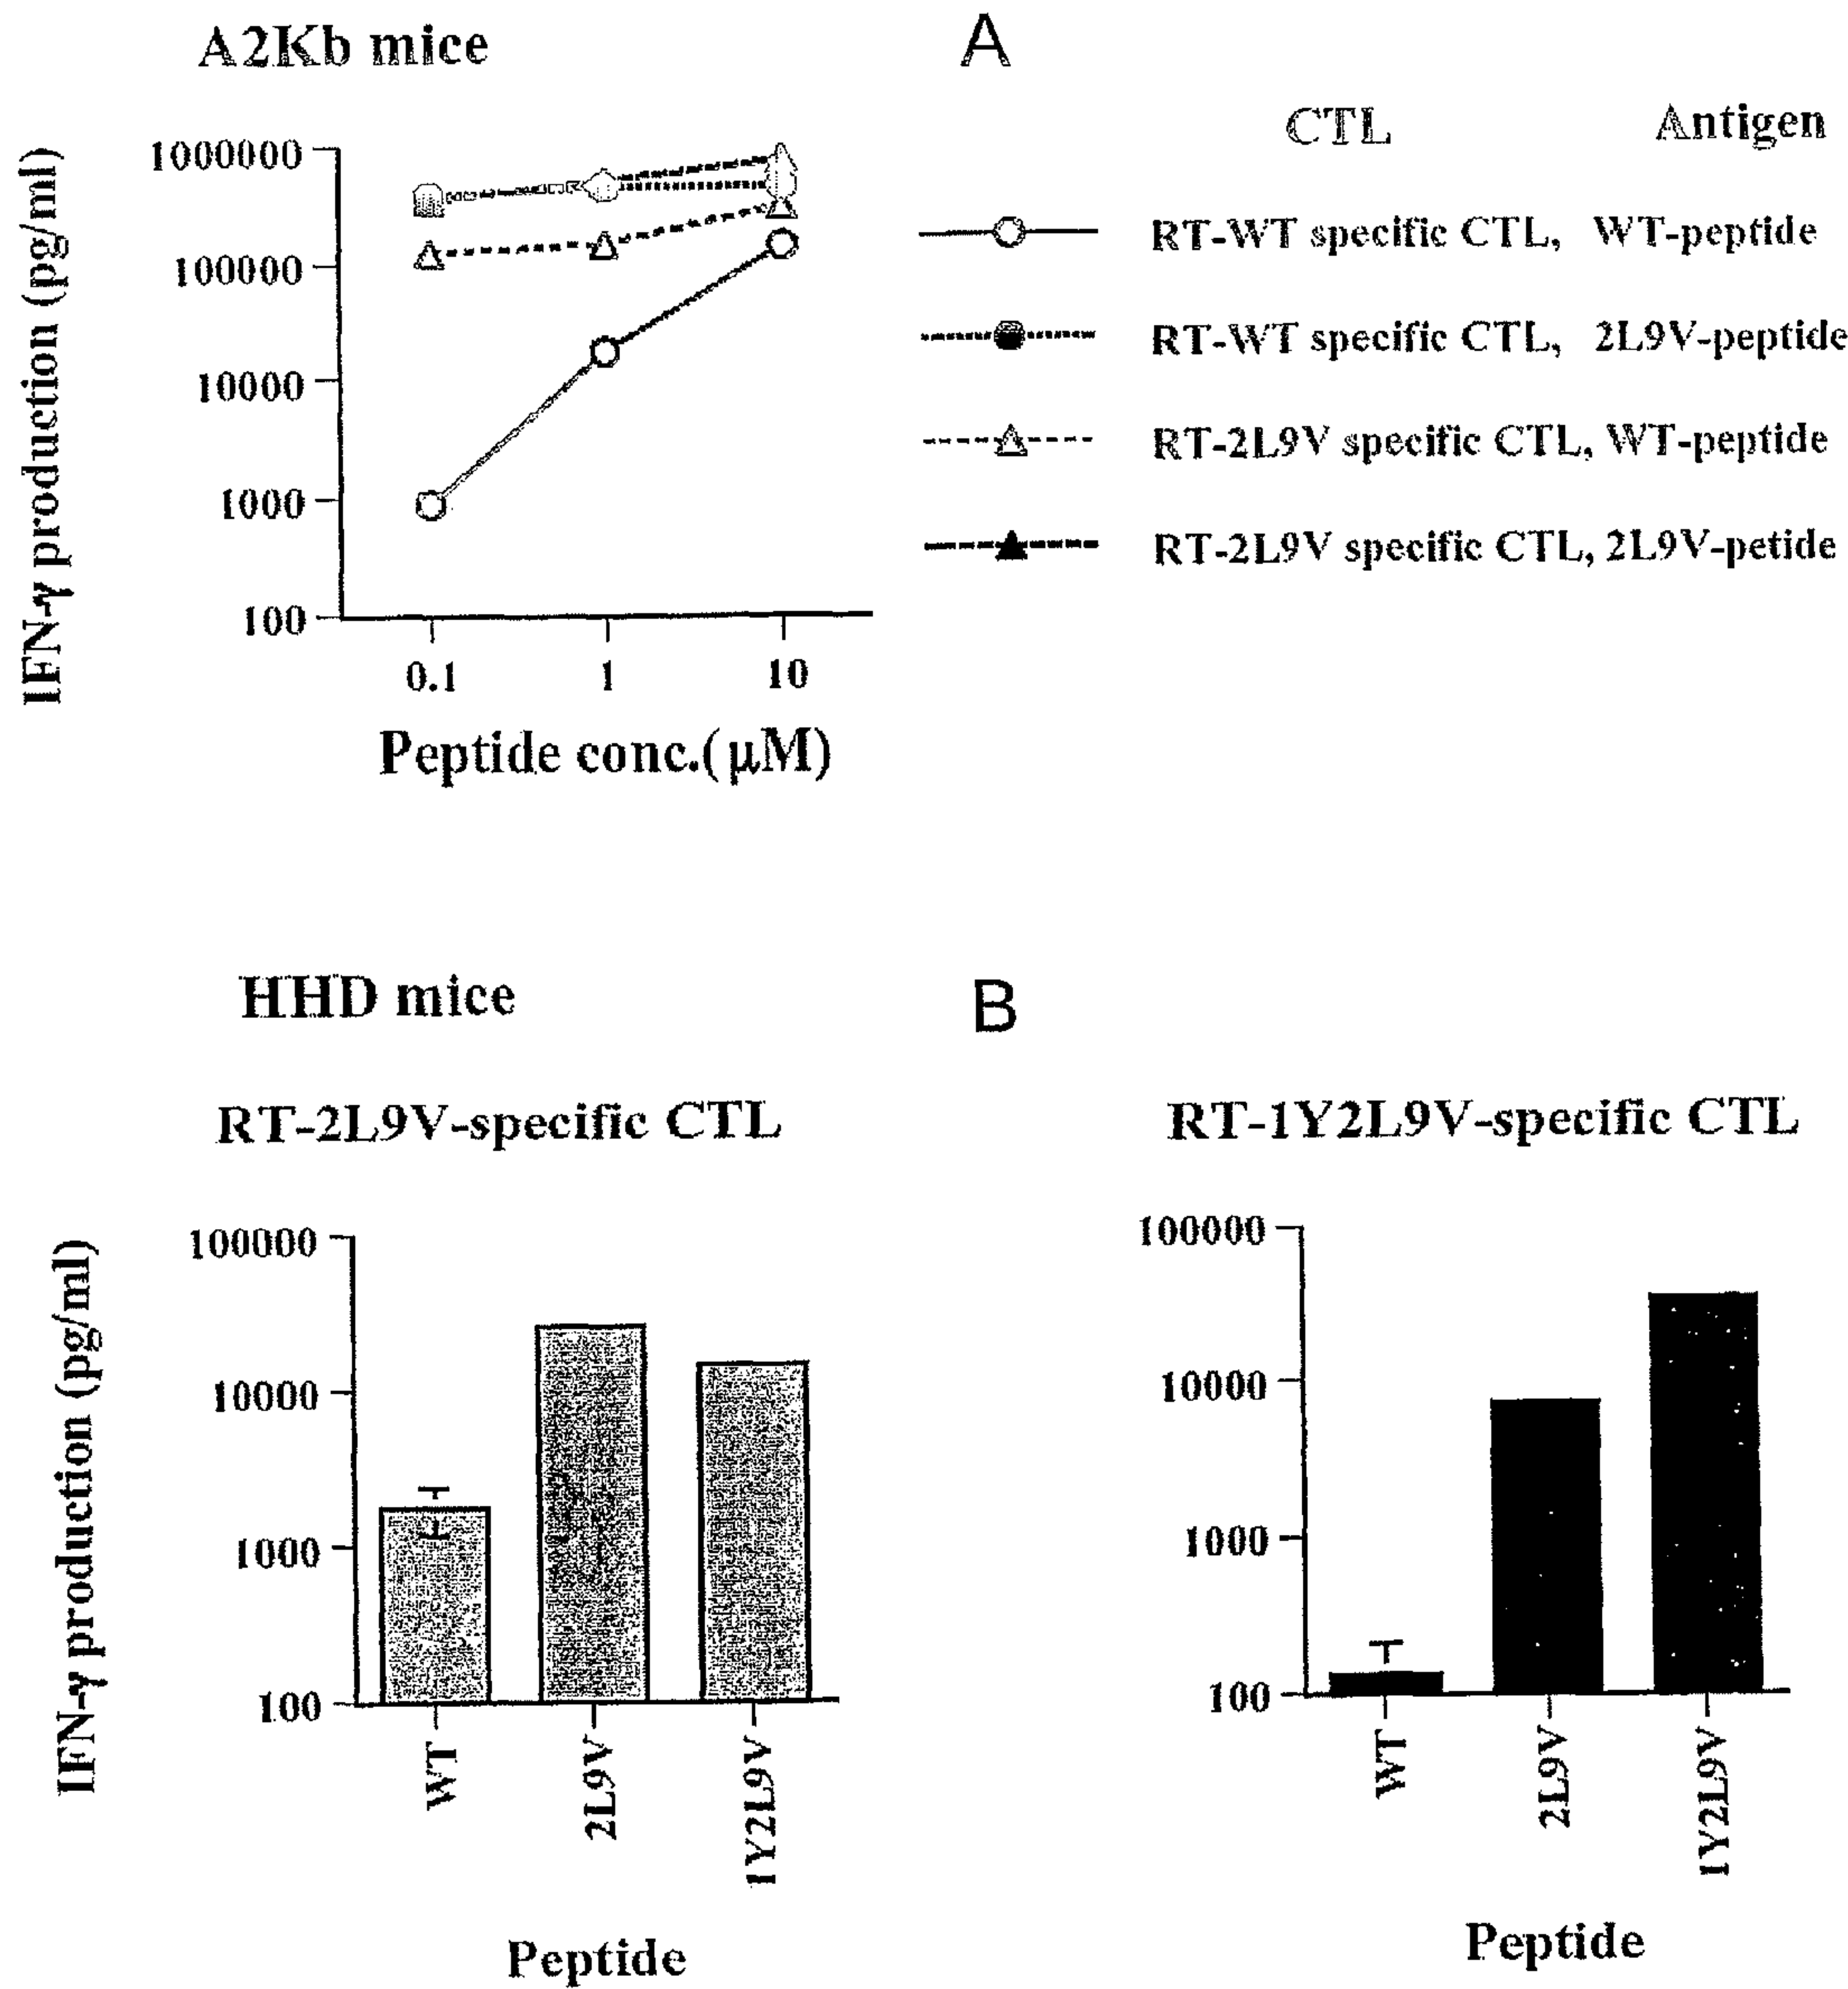 A2Kb mice
A
CTL Antigen
IFN-γ production (pg/ml)
1000000
100000
10000
1000
100
0.1 1 10
Peptide conc.(μM)
RT-WT specific CTL, WT-peptide
RT-WT specific CTL, 2L9V-peptide
RT-2L9V specific CTL, WT-peptide
RT-2L9V specific CTL, 2L9V-petide
HHD mice
B
RT-2L9V-specific CTL
IFN-γ production (pg/ml)
100000
10000
1000
100
WT
2L9V
1Y2L9V
Peptide
RT-1Y2L9V-specific CTL
100000
10000
1000
100
WT
2L9V
1Y2L9V
Peptide